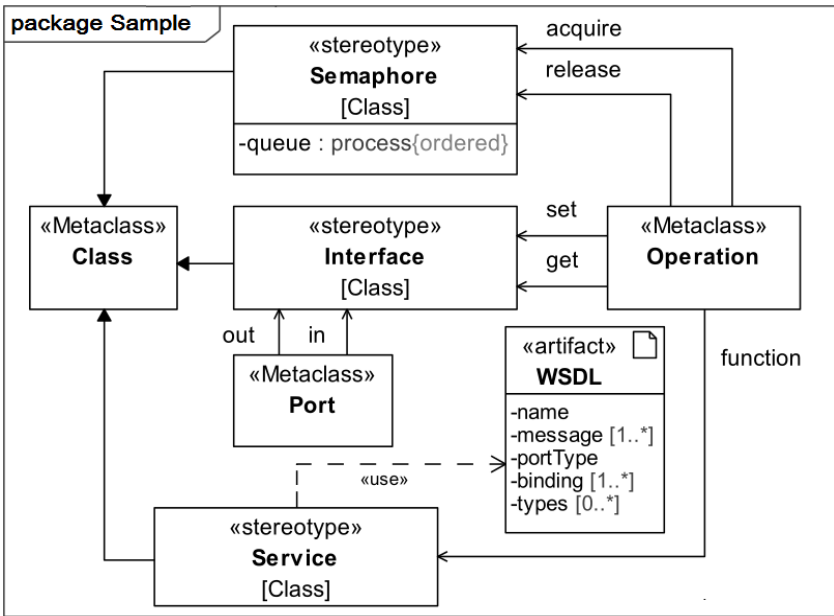 package Sample
«stereotype»
Semaphore
[Class]
-queue : process{ordered}
acquire
release
«Metaclass»
Class
«stereotype»
Interface
[Class]
set
get
«Metaclass»
Operation
out
in
«Metaclass»
Port
«artifact»
WSDL
-name
-message [1..*]
-portType
-binding [1..*]
-types [0..*]
function
«use»
«stereotype»
Service
[Class]